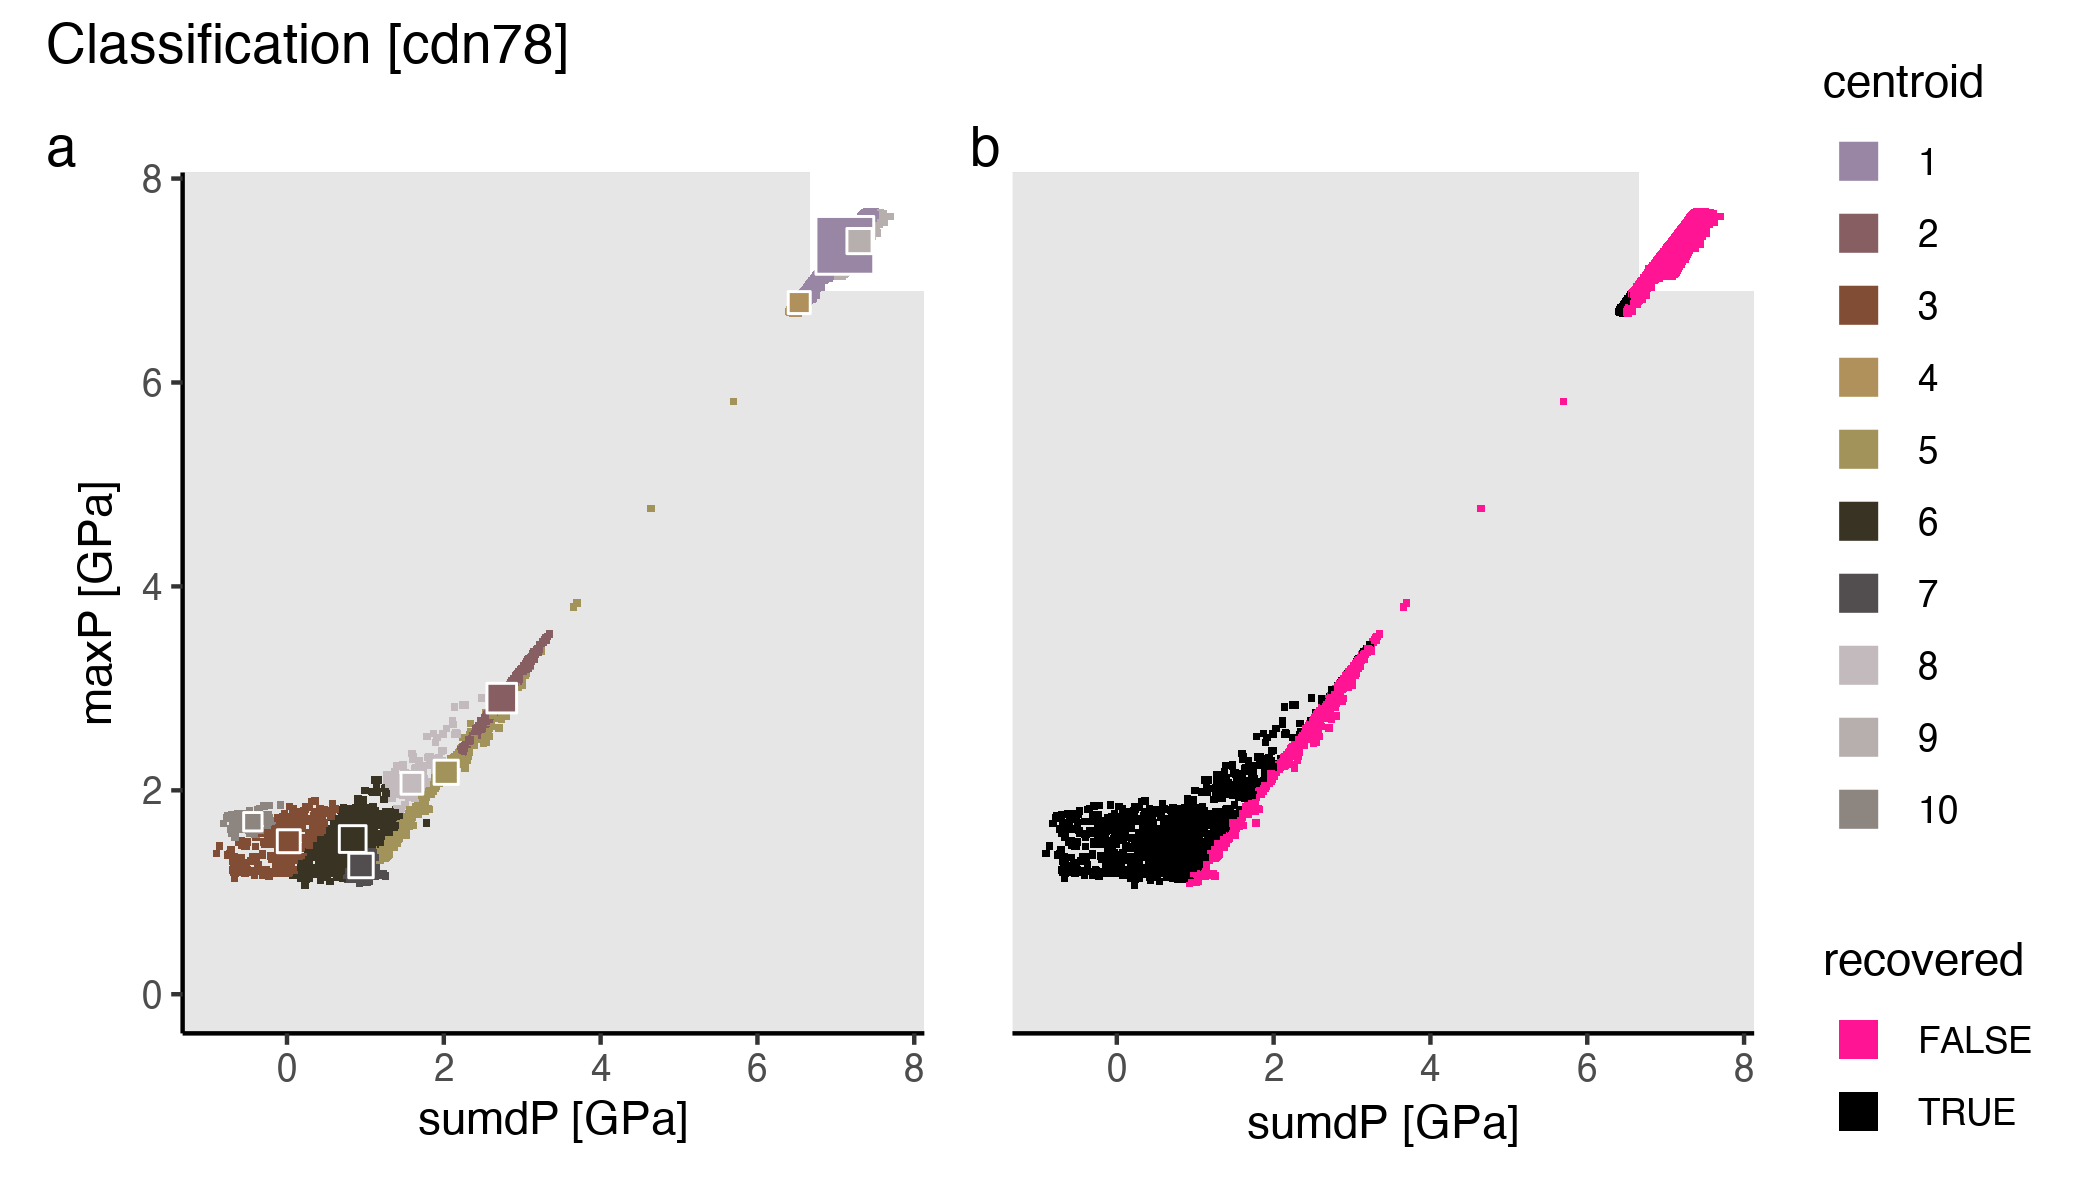 Classification [cdn78]
a
b
8
6
4
2
0
maxP [GPa]
0 2 4 6 8
sumdP [GPa]
0 2 4 6 8
sumdP [GPa]
centroid
1
2
3
4
5
6
7
8
9
10
recovered
FALSE
TRUE